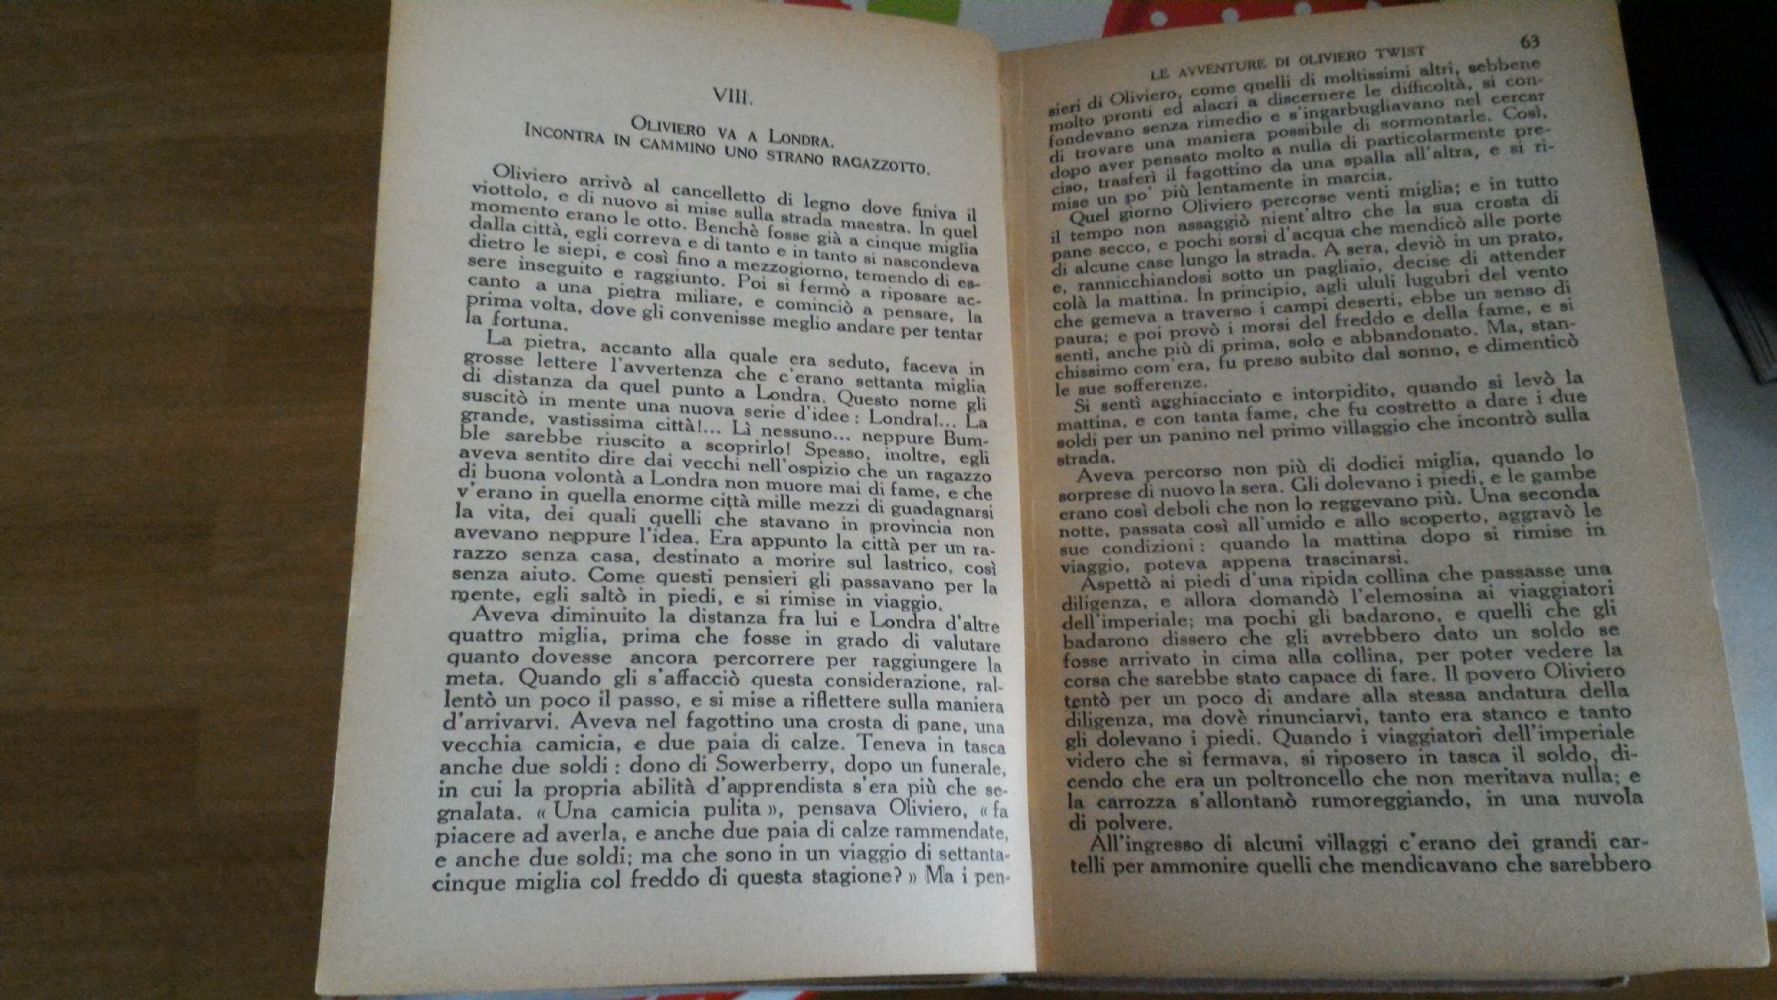 VIII.
OLIVIERO VA A LONDRA.
INCONTRA IN CAMMINO UNO STRANO RAGAZZOTTO.
Oliviero arrivò al cancelletto di legno dove finiva il
viottolo, e di nuovo si mise sulla strada maestra. In quel
momento erano le otto. Benchè fosse già a cinque miglia
dalla città, egli correva e di tanto in tanto si nascondeva
dietro le siepi, e così fino a mezzogiorno, temendo di es-
sere inseguito e raggiunto. Poi si fermò a riposare ac-
canto a una pietra miliare, e cominciò a pensare, la
prima volta, dove gli convenisse meglio andare per tentar
la fortuna.
La pietra, accanto alla quale era seduto, faceva in
grosse lettere l'avvertenza che c'erano settanta miglia
di distanza da quel punto a Londra. Questo nome gli
suscitò in mente una nuova serie d'idee: Londra!... La
grande, vastissima città!... Lì nessuno... neppure Bum-
ble sarebbe riuscito a scoprirlo! Spesso, inoltre, egli
aveva sentito dire dai vecchi nell'ospizio che un ragazzo
di buona volontà a Londra non muore mai di fame, e che
v'erano in quella enorme città mille mezzi di guadagnarsi
la vita, dei quali quelli che stavano in provincia non
avevano neppure l'idea. Era appunto la città per un ra-
razzo senza casa, destinato a morire sul lastrico, così
senza aiuto. Come questi pensieri gli passavano per la
mente, egli saltò in piedi, e si rimise in viaggio.
Aveva diminuito la distanza fra lui e Londra d'altre
quattro miglia, prima che fosse in grado di valutare
quanto dovesse ancora percorrere per raggiungere la
meta. Quando gli s'affacciò questa considerazione, ral-
lentò un poco il passo, e si mise a riflettere sulla maniera
d'arrivarvi. Aveva nel fagottino una crosta di pane, una
vecchia camicia, e due paia di calze. Teneva in tasca
anche due soldi: dono di Sowerberry, dopo un funerale,
in cui la propria abilità d'apprendista s'era più che se-
gnalata. « Una camicia pulita », pensava Oliviero, « fa
piacere ad averla, e anche due paia di calze rammendate,
e anche due soldi; ma che sono in un viaggio di settanta-
cinque miglia col freddo di questa stagione? » Ma i pen-
LE AVVENTURE DI OLIVIERO TWIST 63
sieri di Oliviero, come quelli di moltissimi altri, sebbene
molto pronti ed alacri a discernere le difficoltà, si con-
fondevano senza rimedio e s'ingarbugliavano nel cercar
di trovare una maniera possibile di sormontarle. Così,
dopo aver pensato molto a nulla di particolarmente pre-
ciso, trasferì il fagottino da una spalla all'altra, e si ri-
mise un po' più lentamente in marcia.
Quel giorno Oliviero percorse venti miglia; e in tutto
il tempo non assaggiò nient'altro che la sua crosta di
pane secco, e pochi sorsi d'acqua che mendicò alle porte
di alcune case lungo la strada. A sera, deviò in un prato,
e, rannicchiandosi sotto un pagliaio, decise di attender
colà la mattina. In principio, agli ululi lugubri del vento
che gemeva a traverso i campi deserti, ebbe un senso di
paura; e poi provò i morsi del freddo e della fame, e si
sentì, anche più di prima, solo e abbandonato. Ma, stan-
chissimo com'era, fu preso subito dal sonno, e dimenticò
le sue sofferenze.
Si sentì agghiacciato e intorpidito, quando si levò la
mattina, e con tanta fame, che fu costretto a dare i due
soldi per un panino nel primo villaggio che incontrò sulla
strada.
Aveva percorso non più di dodici miglia, quando lo
sorprese di nuovo la sera. Gli dolevano i piedi, e le gambe
erano così deboli che non lo reggevano più. Una seconda
notte, passata così all'umido e allo scoperto, aggravò le
sue condizioni: quando la mattina dopo si rimise in
viaggio, poteva appena trascinarsi.
Aspettò ai piedi d'una ripida collina che passasse una
diligenza, e allora domandò l'elemosina ai viaggiatori
dell'imperiale; ma pochi gli badarono, e quelli che gli
badarono dissero che gli avrebbero dato un soldo se
fosse arrivato in cima alla collina, per poter vedere la
corsa che sarebbe stato capace di fare. Il povero Oliviero
tentò per un poco di andare alla stessa andatura della
diligenza, ma dovè rinunciarvi, tanto era stanco e tanto
gli dolevano i piedi. Quando i viaggiatori dell'imperiale
videro che si fermava, si riposero in tasca il soldo, di-
cendo che era un poltroncello che non meritava nulla; e
la carrozza s'allontanò rumoreggiando, in una nuvola
di polvere.
All'ingresso di alcuni villaggi c'erano dei grandi car-
telli per ammonire quelli che mendicavano che sarebbero